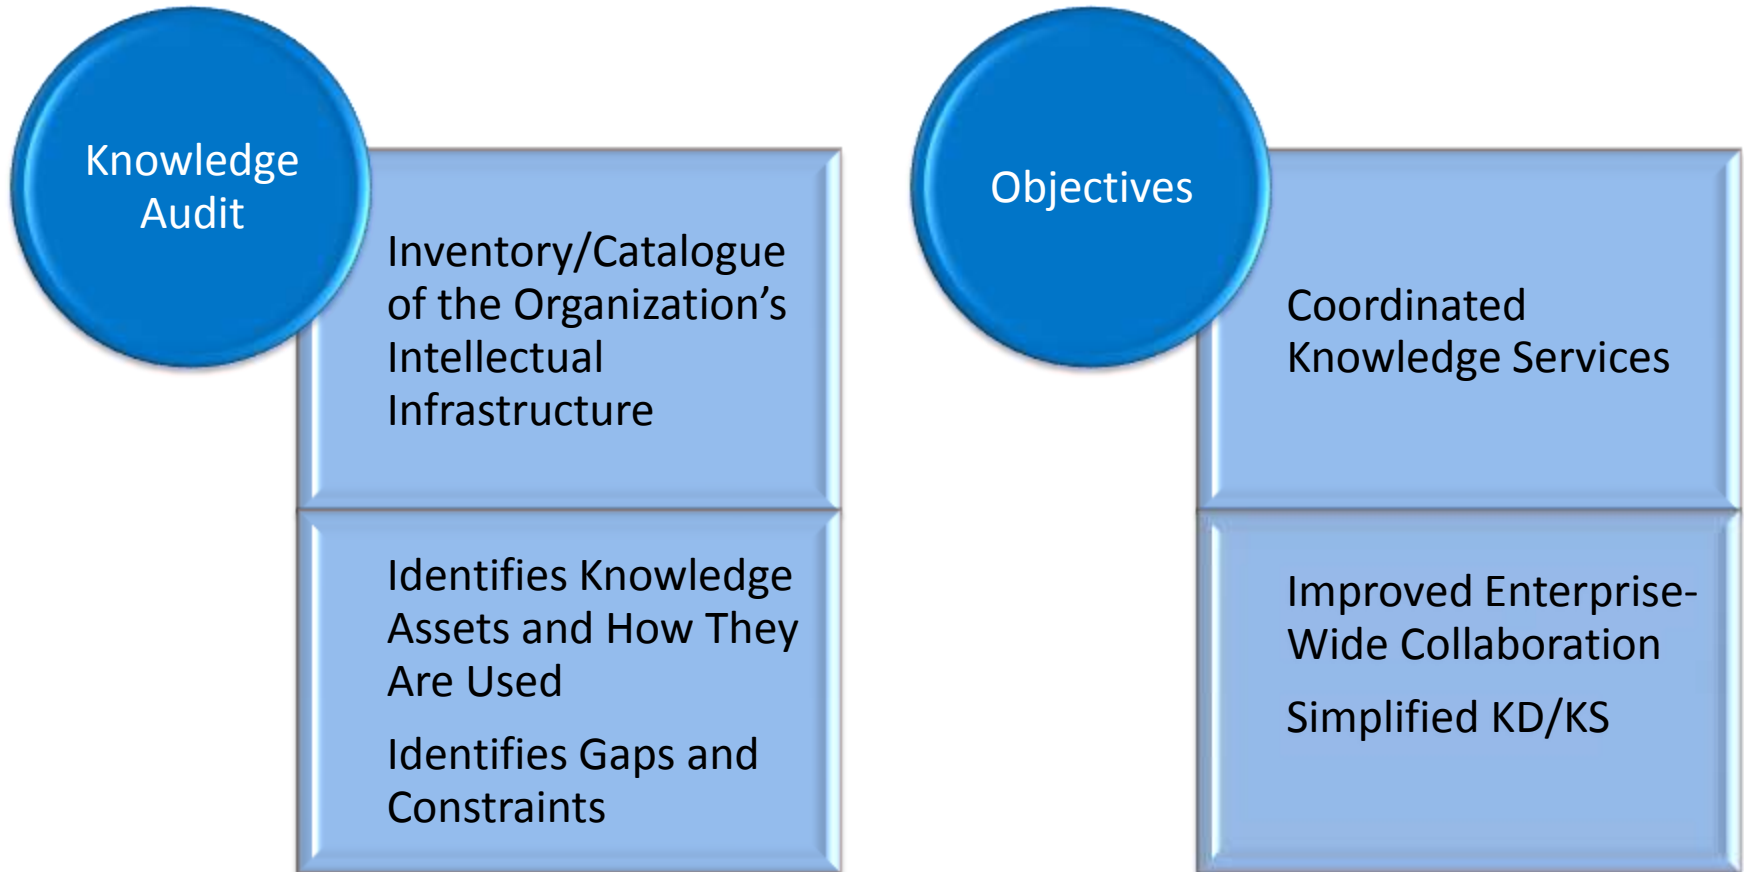 Knowledge
Audit
Inventory/Catalogue
of the Organization’s
Intellectual
Infrastructure
Identifies Knowledge
Assets and How They
Are Used
Identifies Gaps and
Constraints
Objectives
Coordinated
Knowledge Services
Improved Enterprise-
Wide Collaboration
Simplified KD/KS